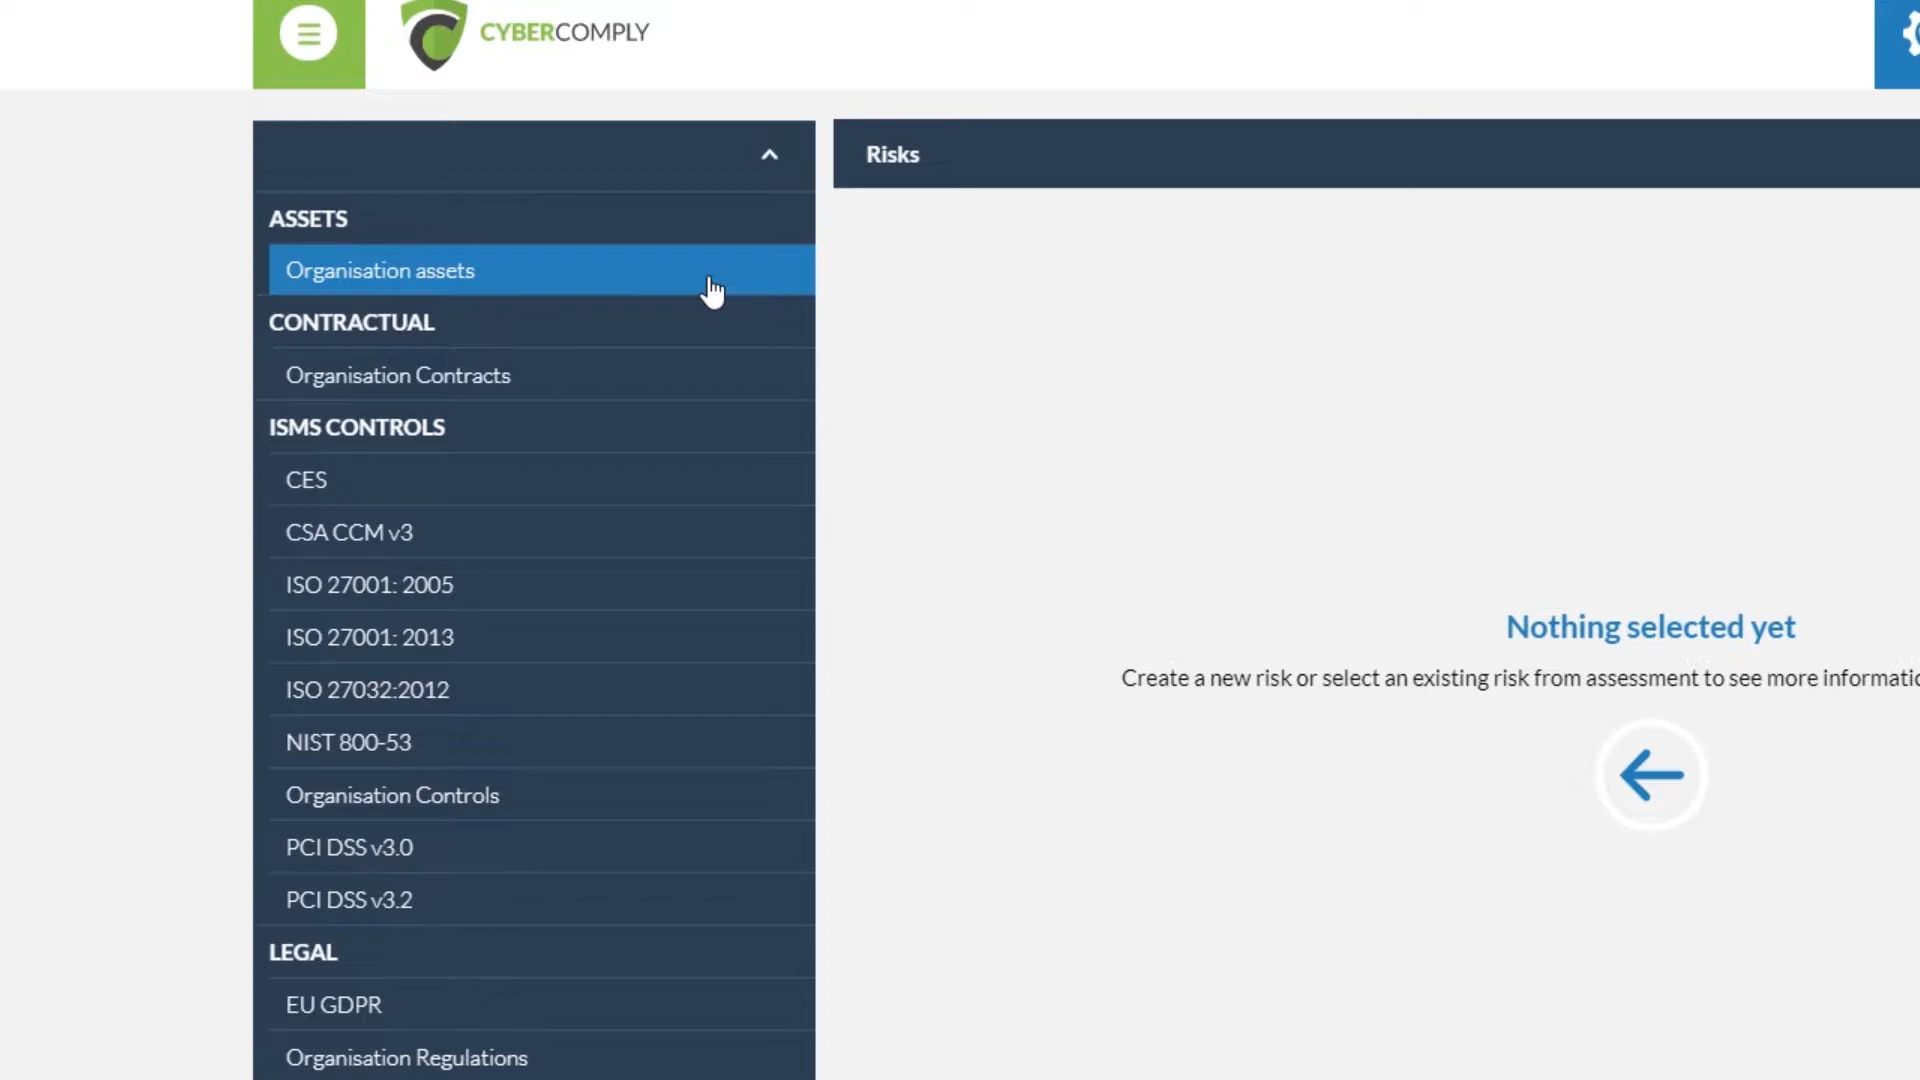 CYBERCOMPLY
Risks
ASSETS
Organisation assets
CONTRACTUAL
Organisation Contracts
ISMS CONTROLS
CES
CSA CCM v3
ISO 27001: 2005
ISO 27001: 2013
ISO 27032:2012
NIST 800-53
Organisation Controls
PCI DSS v3.0
PCI DSS v3.2
LEGAL
EU GDPR
Organisation Regulations
Nothing selected yet
Create a new risk or select an existing risk from assessment to see more